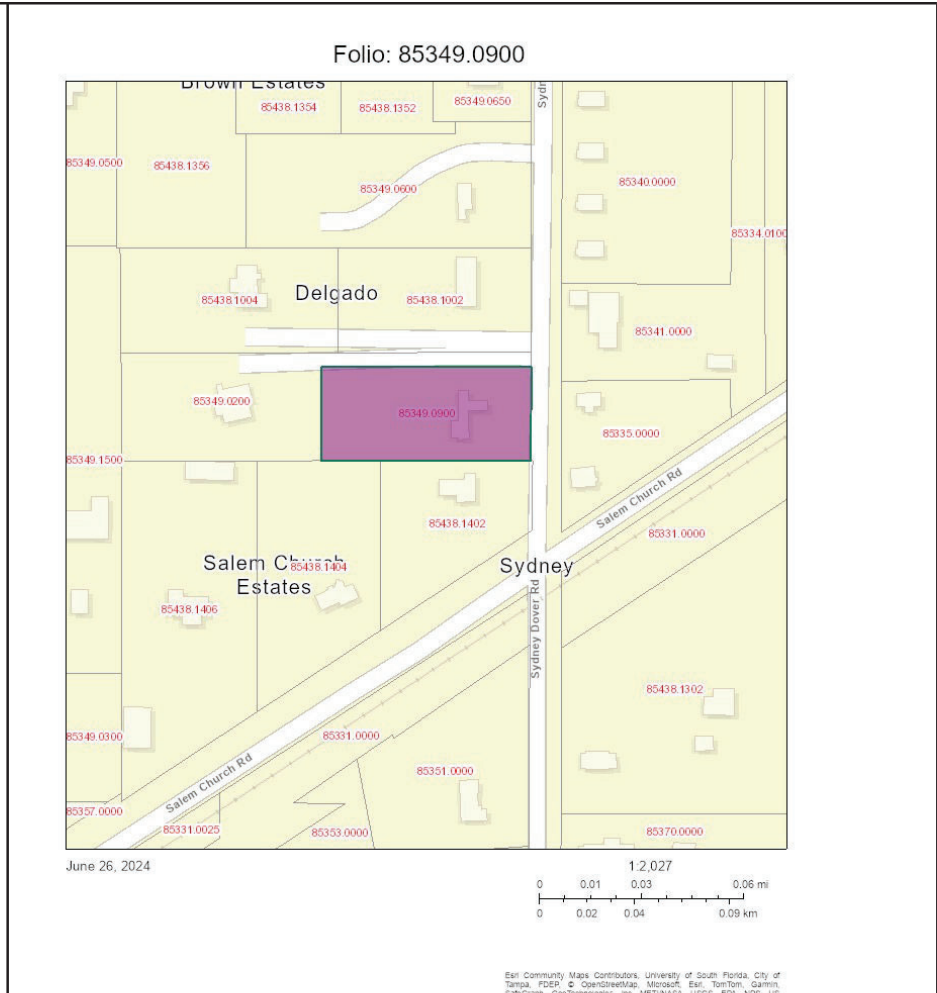 Folio: 85349.0900
Brown Estates
85438.1354
85438.1352
85349.0650
Sydn
85349.0500
85438.1356
85349.0600
85340.0000
85334.0100
85438.1004
Delgado
85438.1002
85341.0000
85349.0200
85349.0900
85335.0000
85349.1500
85438.1402
Salem Church Rd
85331.0000
Salem Church
Estates
85438.1404
Sydney
85438.1406
Sydney Dover Rd
85438.1302
85349.0300
85331.0000
Salem Church Rd
85351.0000
85357.0000
85331.0025
85353.0000
85370.0000
June 26, 2024
1:2,027
0 0.01 0.03 0.06 mi
0 0.02 0.04 0.09 km
Esri Community Maps Contributors, University of South Florida, City of
Tampa, FDEP, © OpenStreetMap, Microsoft, Esri, TomTom, Garmin,